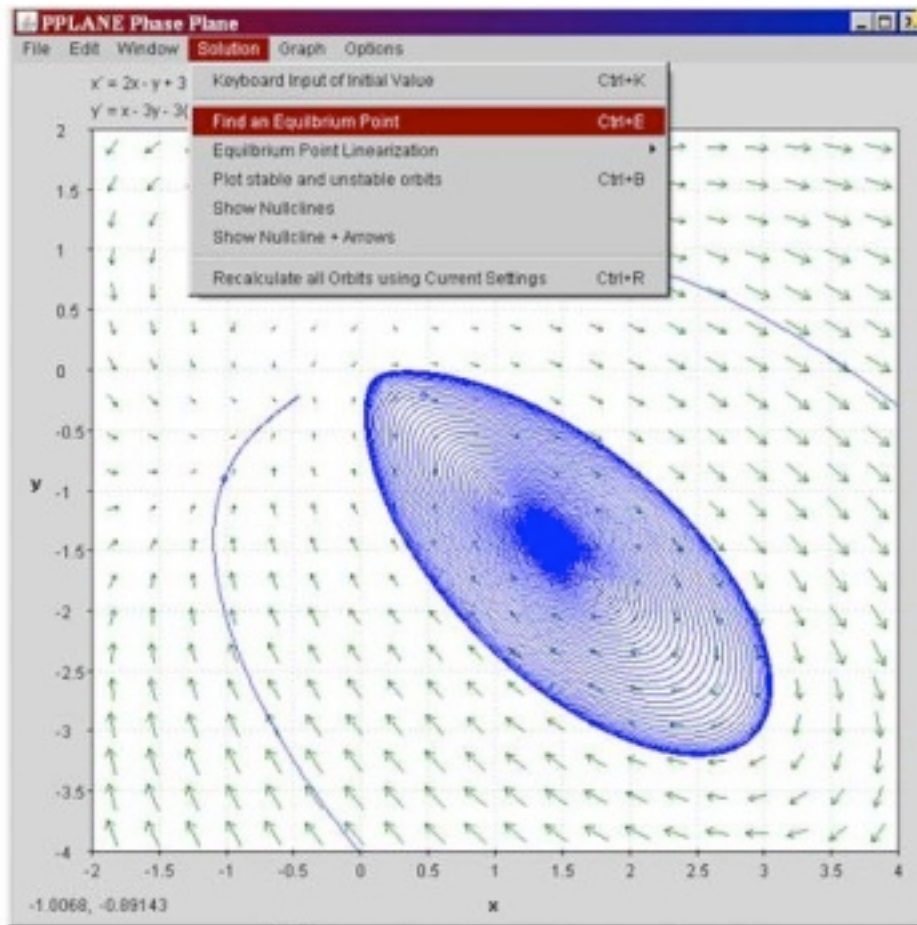 PPLANE Phase Plane
File Edit Window Solution Graph Options
x' = 2x - y + 3
y' = x - 3y - 3(
Keyboard Input of Initial Value Ctrl+K
Find an Equilbrium Point Ctrl+E
Equilbrium Point Linearization
Plot stable and unstable orbits Ctrl+B
Show Nullclines
Show Nullcline + Arrows
Recalculate all Orbits using Current Settings Ctrl+R
2
1.5
1
0.5
0
-0.5
y
-1
-1.5
-2
-2.5
-3
-3.5
-4
-2 -1.5 -1 -0.5 0 0.5 1 1.5 2 2.5 3 3.5 4
-1.0068, -0.89143 x